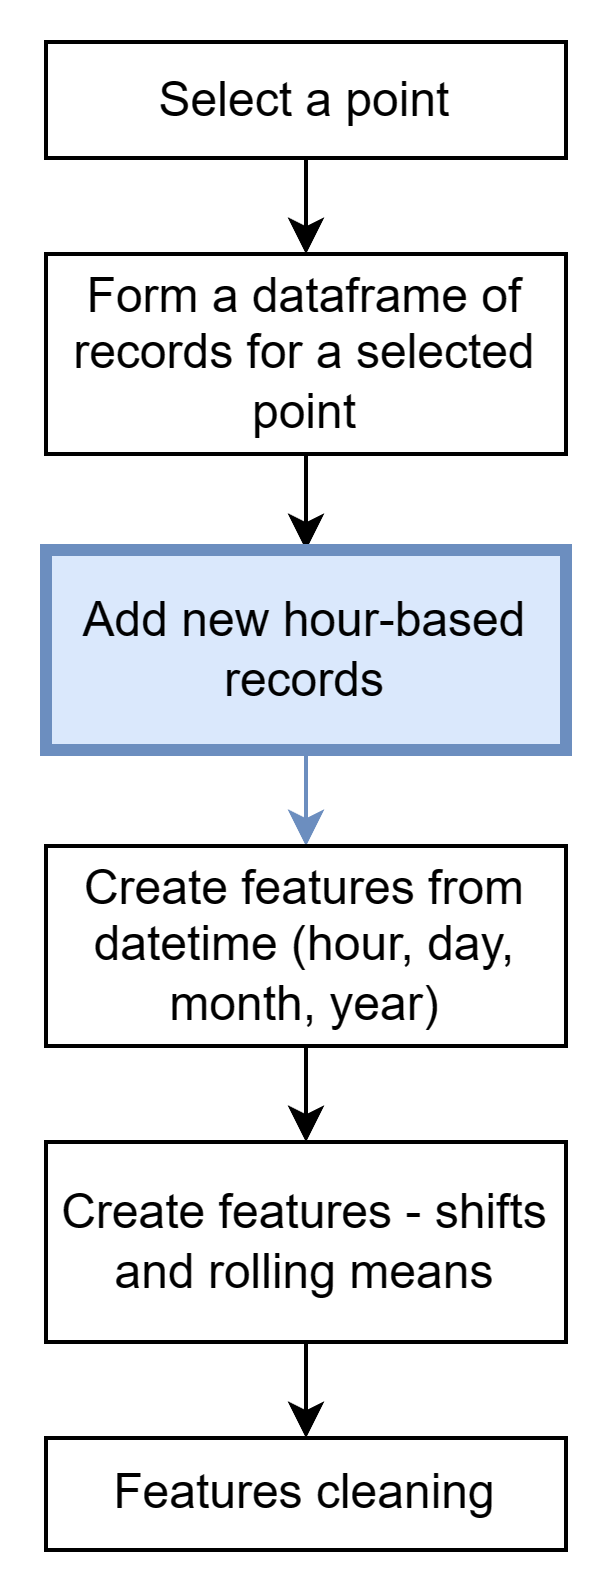 Select a point
Form a dataframe of
records for a selected
point
Add new hour-based
records
Create features from
datetime (hour, day,
month, year)
Create features - shifts
and rolling means
Features cleaning